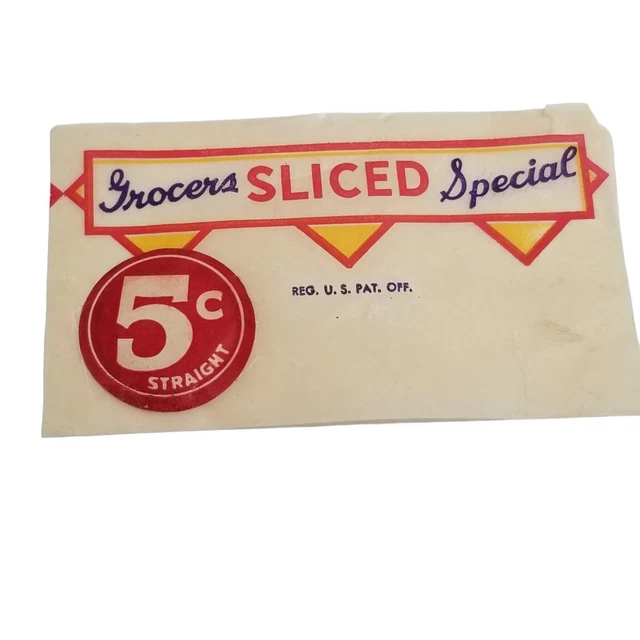 Grocers SLICED Special
REG. U. S. PAT. OFF.
5c
STRAIGHT